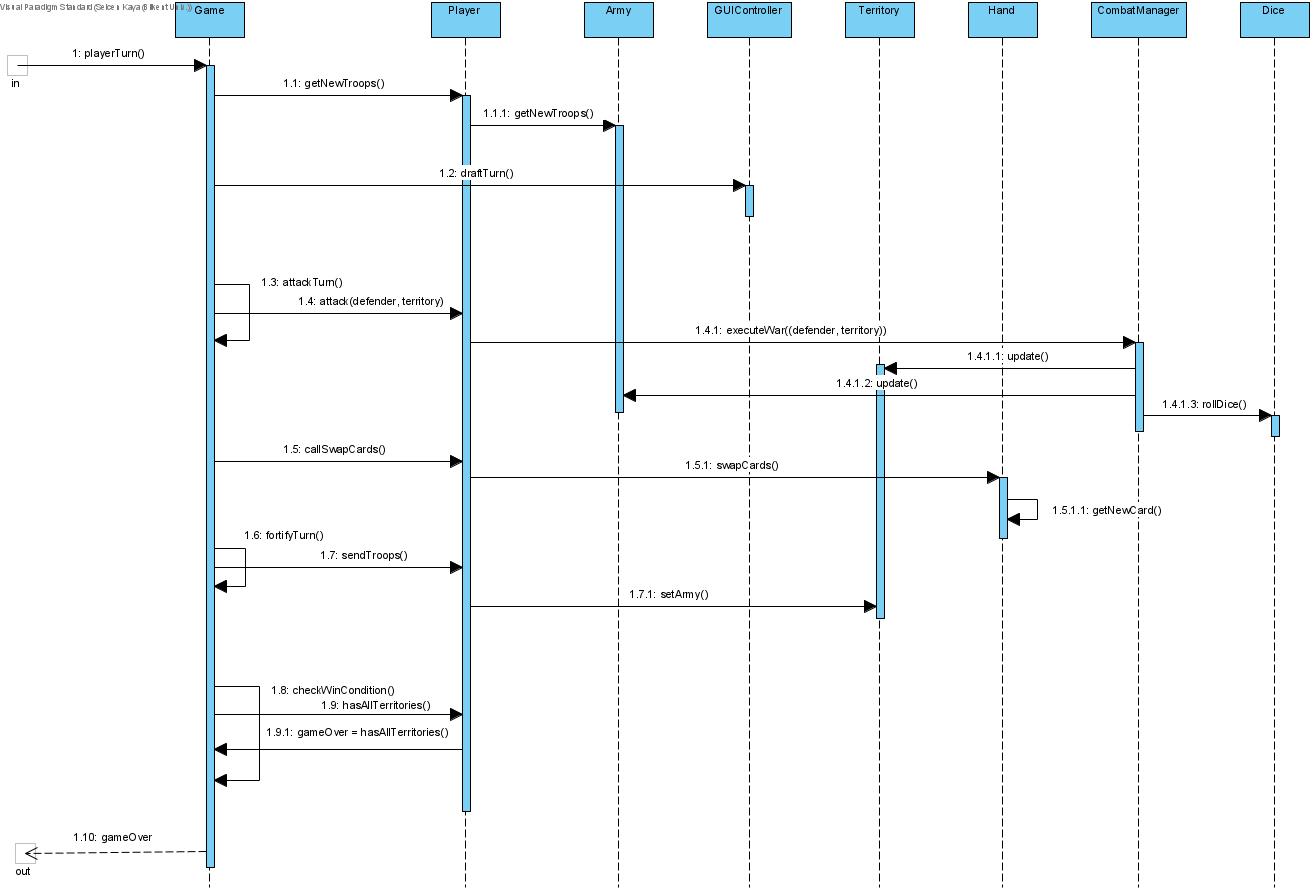 Visual Paradigm Standard (Selcen Kaya(Bilkent Univ.))
Game
Player
Army
GUIController
Territory
Hand
CombatManager
Dice
1: playerTurn()
in
1.1: getNewTroops()
1.1.1: getNewTroops()
1.2: draftTurn()
1.3: attackTurn()
1.4: attack(defender, territory)
1.4.1: executeWar((defender, territory))
1.4.1.1: update()
1.4.1.2: update()
1.4.1.3: rollDice()
1.5: callSwapCards()
1.5.1: swapCards()
1.5.1.1: getNewCard()
1.6: fortifyTurn()
1.7: sendTroops()
1.7.1: setArmy()
1.8: checkWinCondition()
1.9: hasAllTerritories()
1.9.1: gameOver = hasAllTerritories()
1.10: gameOver
out